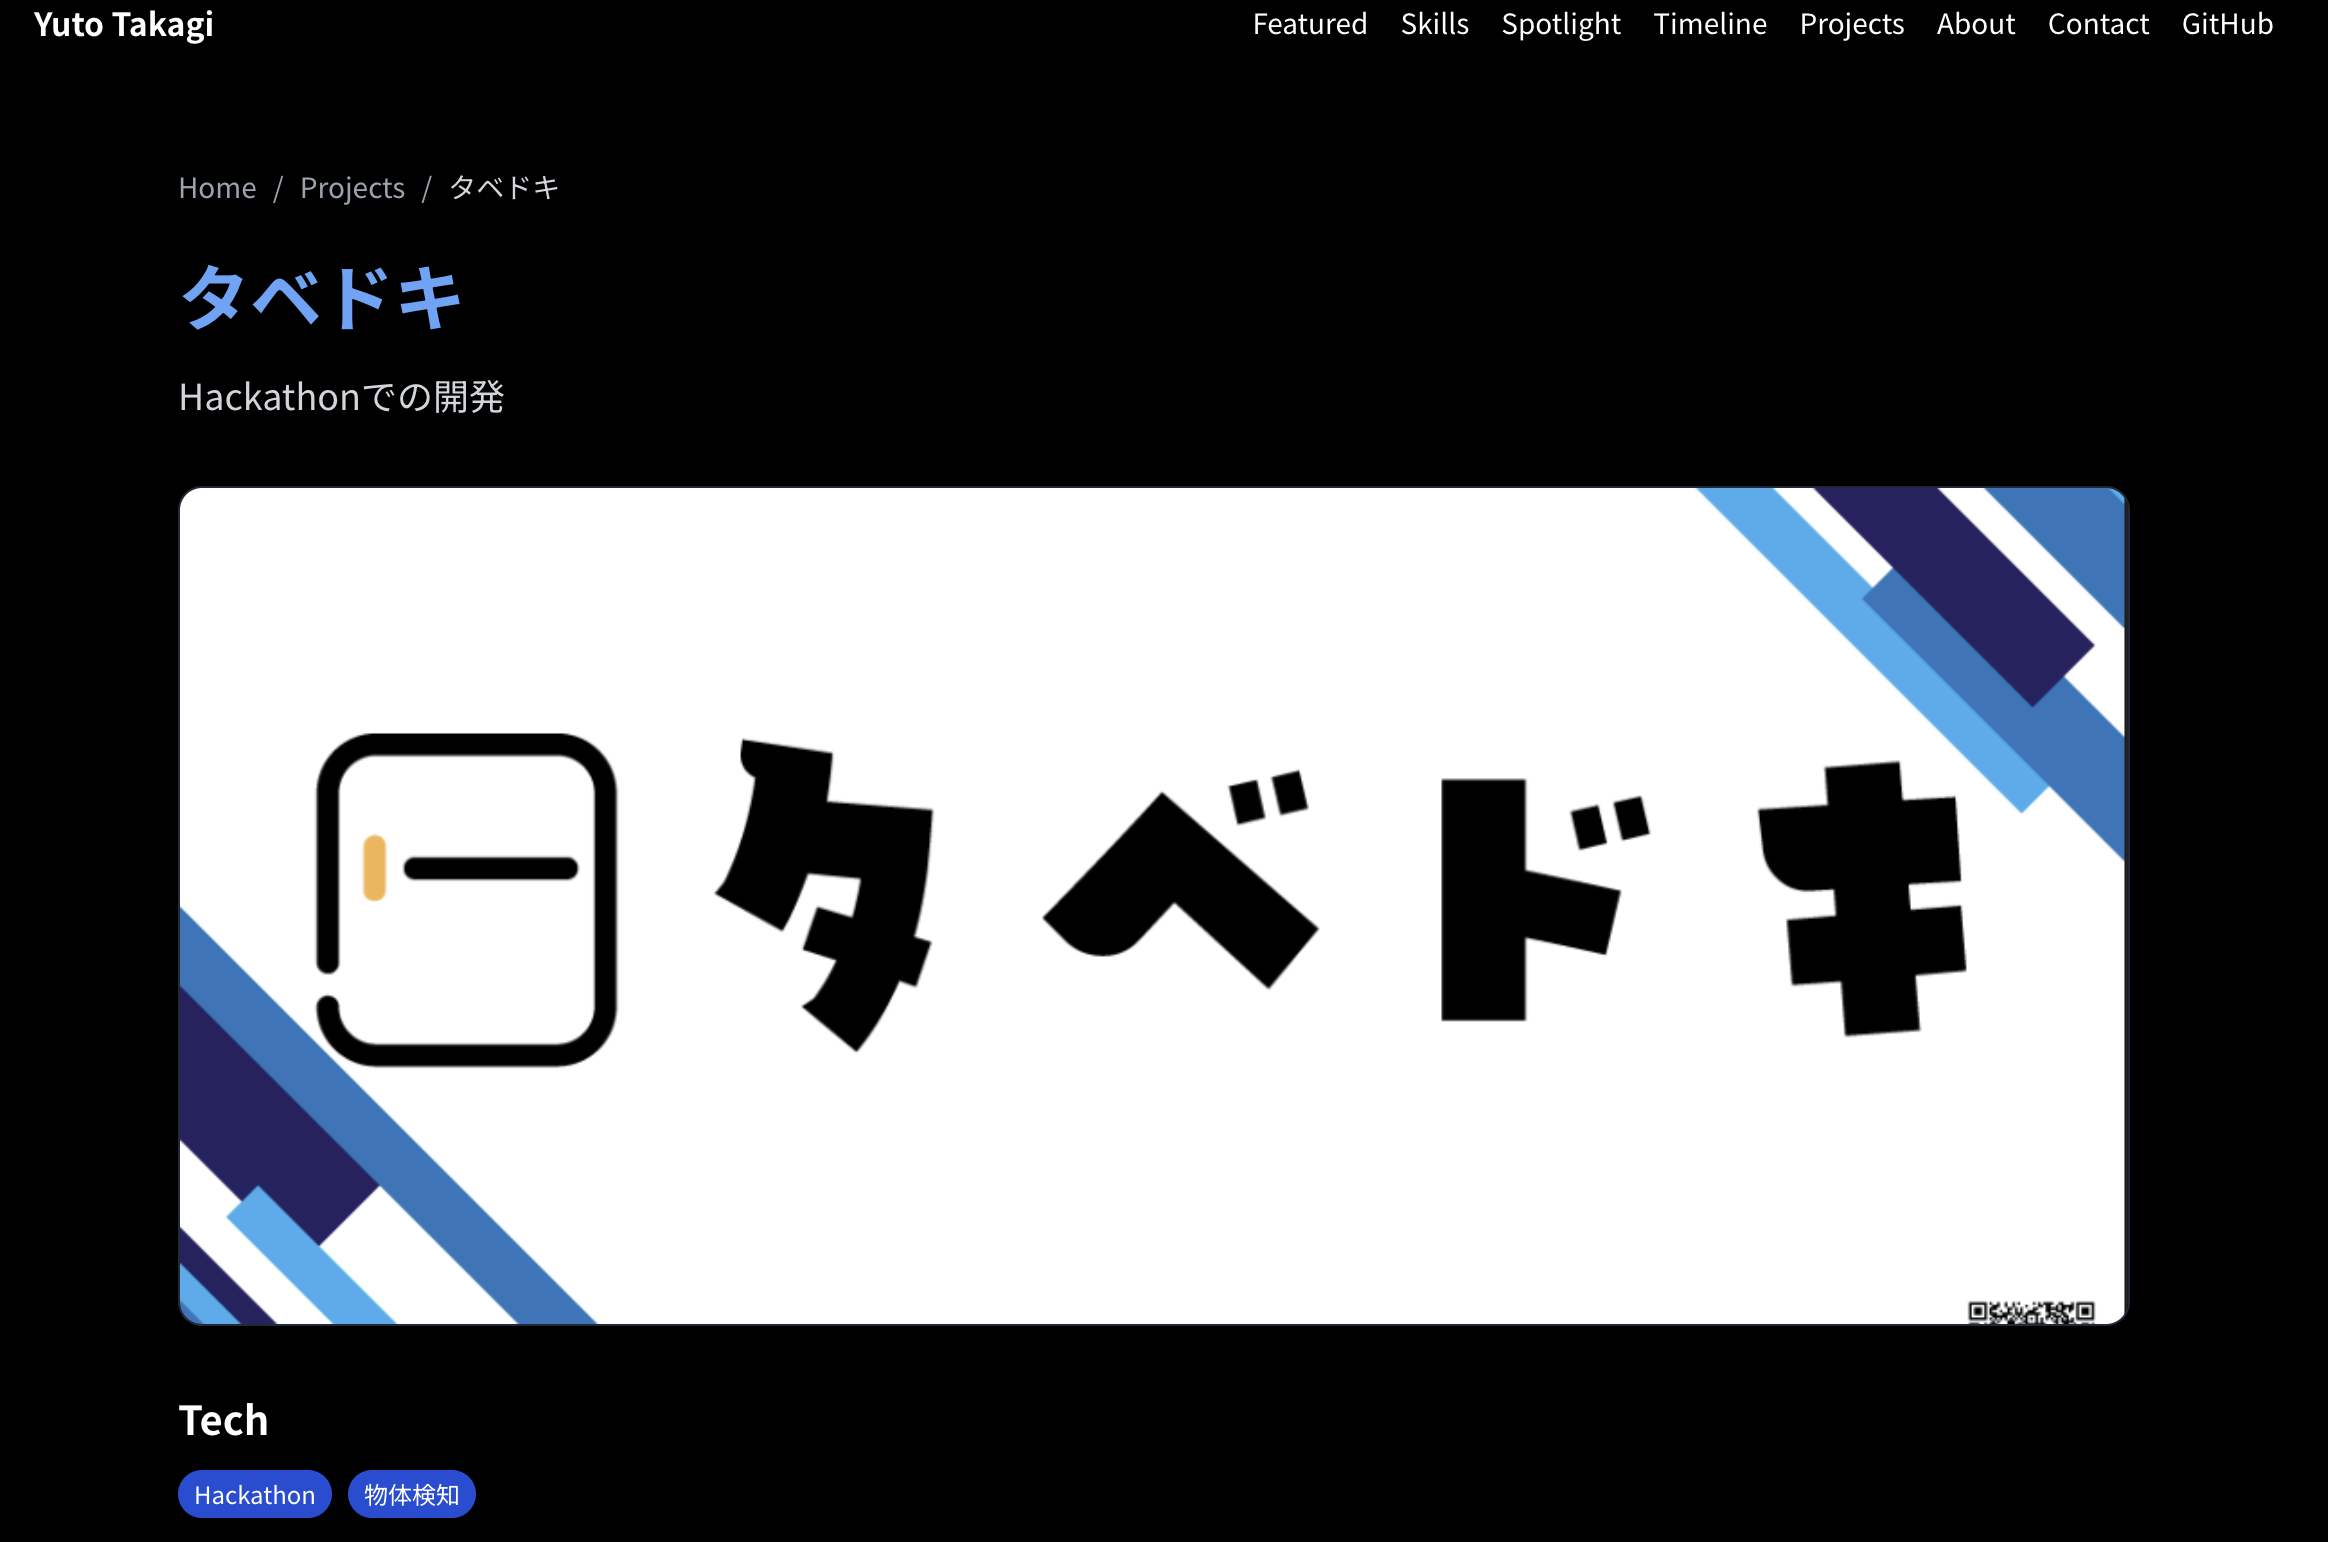 Yuto Takagi
Featured Skills Spotlight Timeline Projects About Contact GitHub
Home / Projects / タベドキ
タベドキ
Hackathonでの開発
タベドキ
Tech
Hackathon 物体検知